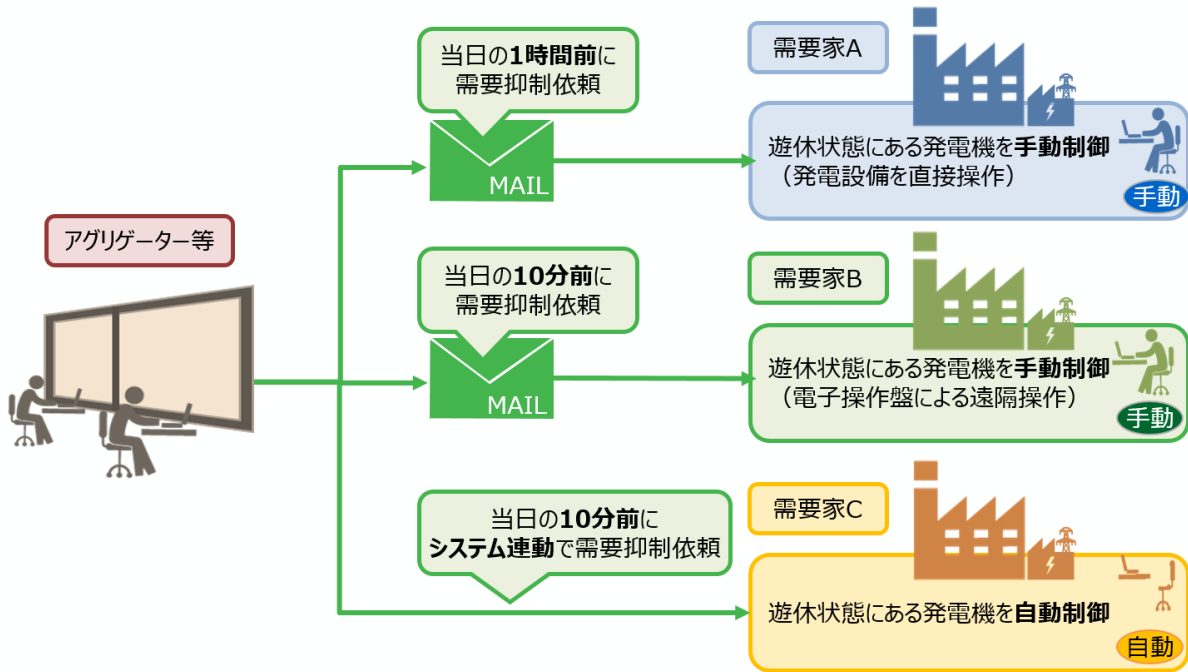 アグリゲーター等
当日の1時間前に
需要抑制依頼
MAIL
需要家A
遊休状態にある発電機を手動制御
（発電設備を直接操作）
手動
当日の10分前に
需要抑制依頼
MAIL
需要家B
遊休状態にある発電機を手動制御
（電子操作盤による遠隔操作）
手動
当日の10分前に
システム連動で需要抑制依頼
需要家C
遊休状態にある発電機を自動制御
自動